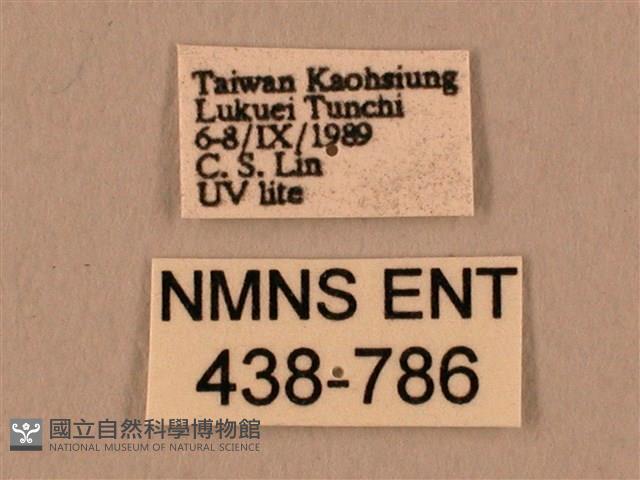 Taiwan Kaohsiung
Lukuei Tunchi
6-8/IX/1989
C. S. Lin
UV lite
NMNS ENT
438-786
國立自然科學博物館
NATIONAL MUSEUM OF NATURAL SCIENCE